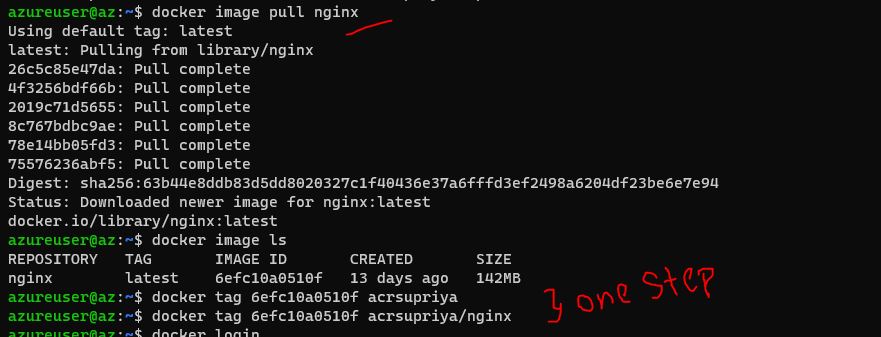 azureuser@az:~$ docker image pull nginx
Using default tag: latest
latest: Pulling from library/nginx
26c5c85e47da: Pull complete
4f3256bdf66b: Pull complete
2019c71d5655: Pull complete
8c767bdbc9ae: Pull complete
78e14bb05fd3: Pull complete
75576236abf5: Pull complete
Digest: sha256:63b44e8ddb83d5dd8020327c1f40436e37a6fffd3ef2498a6204df23be6e7e94
Status: Downloaded newer image for nginx:latest
docker.io/library/nginx:latest
azureuser@az:~$ docker image ls
REPOSITORY TAG IMAGE ID CREATED SIZE
nginx latest 6efc10a0510f 13 days ago 142MB
azureuser@az:~$ docker tag 6efc10a0510f acrsupriya
azureuser@az:~$ docker tag 6efc10a0510f acrsupriya/nginx
} one Step
azureuser@az:~$ docker login